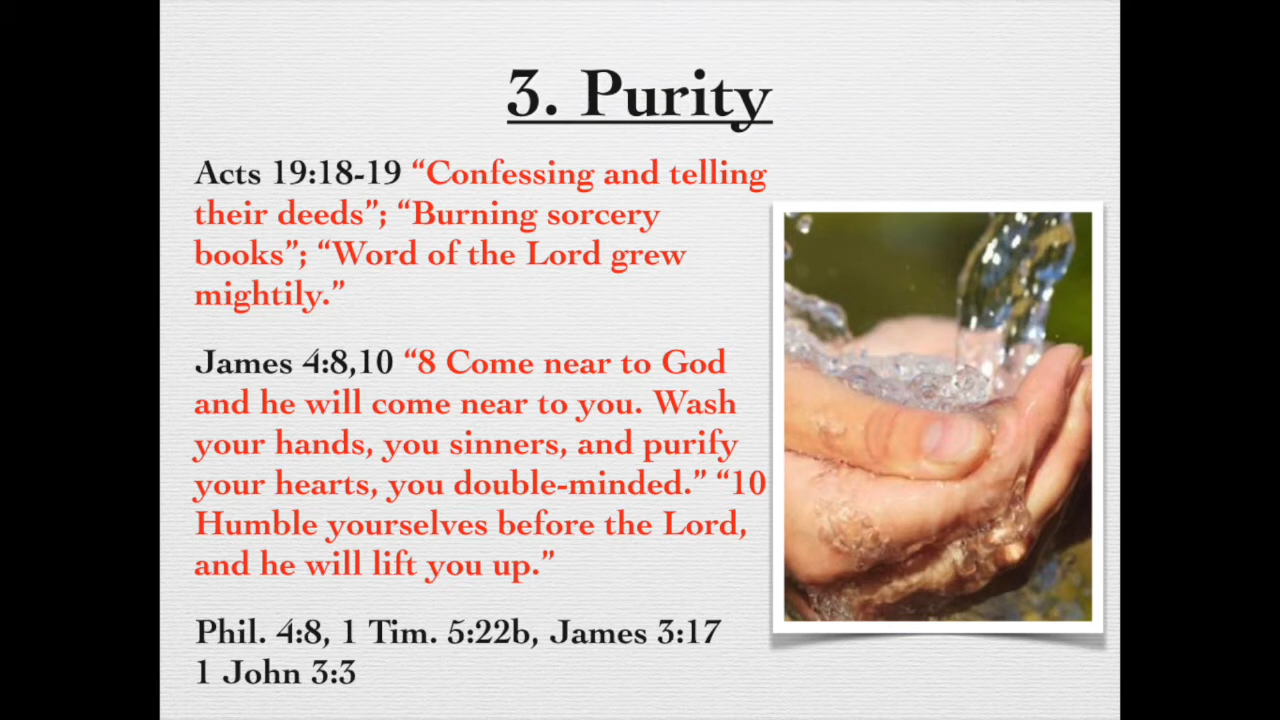 3. Purity
Acts 19:18-19 “Confessing and telling
their deeds”; “Burning sorcery
books”; “Word of the Lord grew
mightily.”
James 4:8,10 “8 Come near to God
and he will come near to you. Wash
your hands, you sinners, and purify
your hearts, you double-minded.” “10
Humble yourselves before the Lord,
and he will lift you up.”
Phil. 4:8, 1 Tim. 5:22b, James 3:17
1 John 3:3